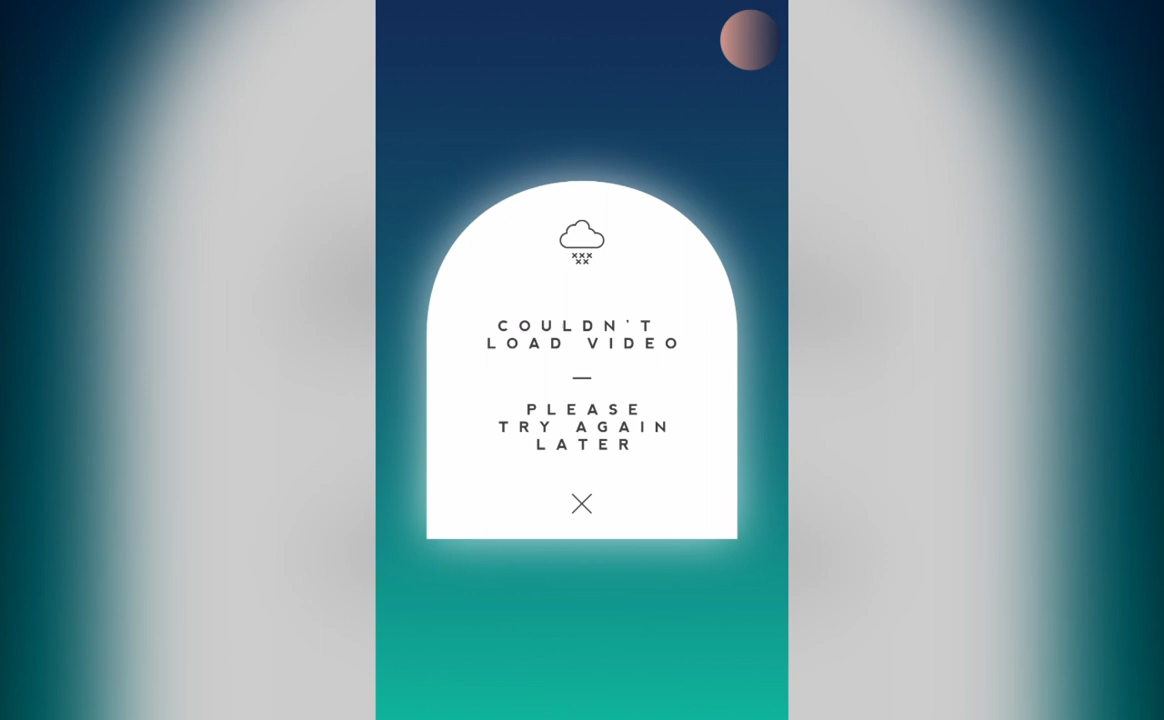 COULDN'T
LOAD VIDEO
—
PLEASE
TRY AGAIN
LATER